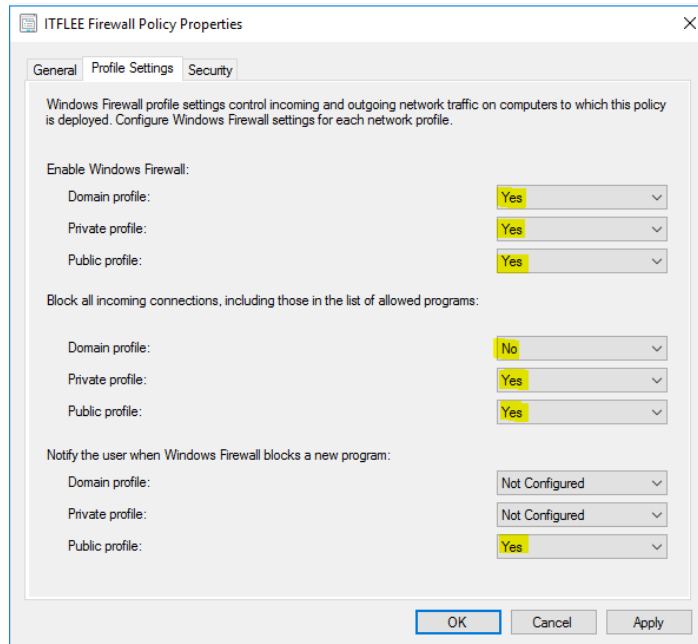 ITFLEE Firewall Policy Properties
General Profile Settings Security
Windows Firewall profile settings control incoming and outgoing network traffic on computers to which this policy
is deployed. Configure Windows Firewall settings for each network profile.
Enable Windows Firewall:
Domain profile: Yes
Private profile: Yes
Public profile: Yes
Block all incoming connections, including those in the list of allowed programs:
Domain profile: No
Private profile: Yes
Public profile: Yes
Notify the user when Windows Firewall blocks a new program:
Domain profile: Not Configured
Private profile: Not Configured
Public profile: Yes
OK Cancel Apply